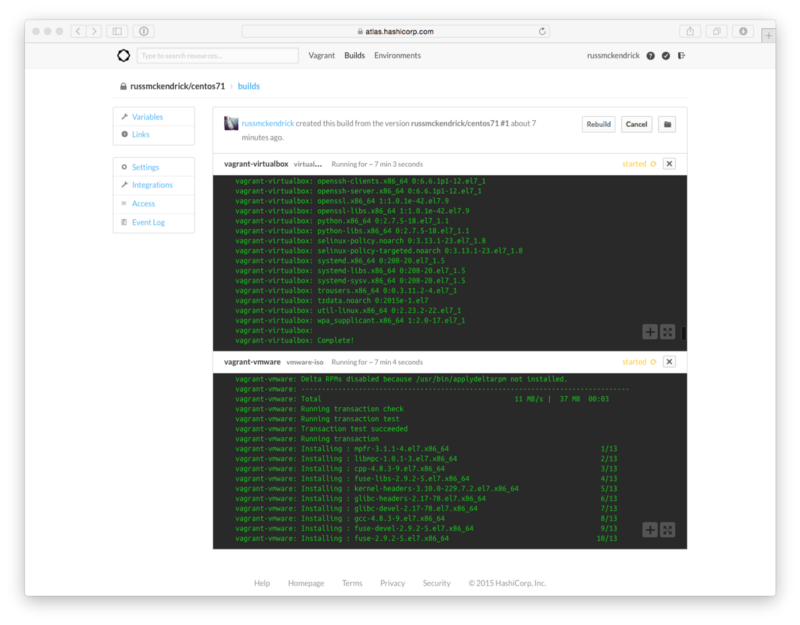 atlas.hashicorp.com
Type to search resources...
Vagrant Builds Environments
russmckendrick
russmckendrick/centos71 › builds
Variables
Links
Settings
Integrations
Access
Event Log
russmckendrick created this build from the version russmckendrick/centos71 #1 about 7
minutes ago.
Rebuild Cancel
vagrant-virtualbox virtual... Running for ~ 7 min 3 seconds started
vagrant-virtualbox: openssh-clients.x86_64 0:6.6.1p1-12.el7_1
vagrant-virtualbox: openssh-server.x86_64 0:6.6.1p1-12.el7_1
vagrant-virtualbox: openssl.x86_64 1:1.0.1e-42.el7.9
vagrant-virtualbox: openssl-libs.x86_64 1:1.0.1e-42.el7.9
vagrant-virtualbox: python.x86_64 0:2.7.5-18.el7_1.1
vagrant-virtualbox: python-libs.x86_64 0:2.7.5-18.el7_1.1
vagrant-virtualbox: selinux-policy.noarch 0:3.13.1-23.el7_1.8
vagrant-virtualbox: selinux-policy-targeted.noarch 0:3.13.1-23.el7_1.8
vagrant-virtualbox: systemd.x86_64 0:208-20.el7_1.5
vagrant-virtualbox: systemd-libs.x86_64 0:208-20.el7_1.5
vagrant-virtualbox: systemd-sysv.x86_64 0:208-20.el7_1.5
vagrant-virtualbox: trousers.x86_64 0:0.3.11.2-4.el7_1
vagrant-virtualbox: tzdata.noarch 0:2015e-1.el7
vagrant-virtualbox: util-linux.x86_64 0:2.23.2-22.el7_1
vagrant-virtualbox: wpa_supplicant.x86_64 1:2.0-17.el7_1
vagrant-virtualbox:
vagrant-virtualbox: Complete!
vagrant-vmware vmware-iso Running for ~ 7 min 4 seconds started
vagrant-vmware: Delta RPMs disabled because /usr/bin/applydeltarpm not installed.
vagrant-vmware: --------------------------------------------------------------------------------
vagrant-vmware: Total 11 MB/s | 37 MB 00:03
vagrant-vmware: Running transaction check
vagrant-vmware: Running transaction test
vagrant-vmware: Transaction test succeeded
vagrant-vmware: Running transaction
vagrant-vmware: Installing : mpfr-3.1.1-4.el7.x86_64 1/13
vagrant-vmware: Installing : libmpc-1.0.1-3.el7.x86_64 2/13
vagrant-vmware: Installing : cpp-4.8.3-9.el7.x86_64 3/13
vagrant-vmware: Installing : fuse-libs-2.9.2-5.el7.x86_64 4/13
vagrant-vmware: Installing : kernel-headers-3.10.0-229.7.2.el7.x86_64 5/13
vagrant-vmware: Installing : glibc-headers-2.17-78.el7.x86_64 6/13
vagrant-vmware: Installing : glibc-devel-2.17-78.el7.x86_64 7/13
vagrant-vmware: Installing : gcc-4.8.3-9.el7.x86_64 8/13
vagrant-vmware: Installing : fuse-devel-2.9.2-5.el7.x86_64 9/13
vagrant-vmware: Installing : fuse-2.9.2-5.el7.x86_64 10/13
Help Homepage Terms Privacy Security © 2015 HashiCorp, Inc.